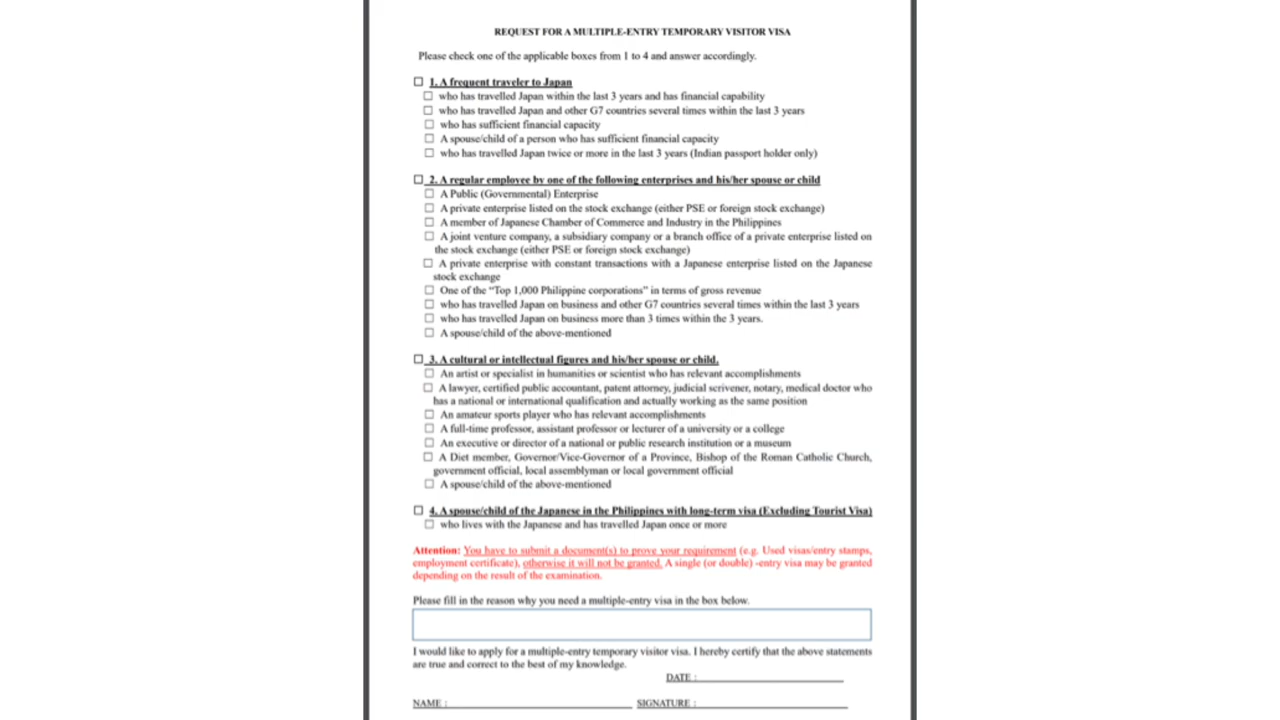 REQUEST FOR A MULTIPLE-ENTRY TEMPORARY VISITOR VISA
Please check one of the applicable boxes from 1 to 4 and answer accordingly.
☐ 1. A frequent traveler to Japan
☐ who has travelled Japan within the last 3 years and has financial capability
☐ who has travelled Japan and other G7 countries several times within the last 3 years
☐ who has sufficient financial capacity
☐ A spouse/child of a person who has sufficient financial capacity
☐ who has travelled Japan twice or more in the last 3 years (Indian passport holder only)
☐ 2. A regular employee by one of the following enterprises and his/her spouse or child
☐ A Public (Governmental) Enterprise
☐ A private enterprise listed on the stock exchange (either PSE or foreign stock exchange)
☐ A member of Japanese Chamber of Commerce and Industry in the Philippines
☐ A joint venture company, a subsidiary company or a branch office of a private enterprise listed on
the stock exchange (either PSE or foreign stock exchange)
☐ A private enterprise with constant transactions with a Japanese enterprise listed on the Japanese
stock exchange
☐ One of the “Top 1,000 Philippine corporations” in terms of gross revenue
☐ who has travelled Japan on business and other G7 countries several times within the last 3 years
☐ who has travelled Japan on business more than 3 times within the 3 years.
☐ A spouse/child of the above-mentioned
☐ 3. A cultural or intellectual figures and his/her spouse or child.
☐ An artist or specialist in humanities or scientist who has relevant accomplishments
☐ A lawyer, certified public accountant, patent attorney, judicial scrivener, notary, medical doctor who
has a national or international qualification and actually working as the same position
☐ An amateur sports player who has relevant accomplishments
☐ A full-time professor, assistant professor or lecturer of a university or a college
☐ An executive or director of a national or public research institution or a museum
☐ A Diet member, Governor/Vice-Governor of a Province, Bishop of the Roman Catholic Church,
government official, local assemblyman or local government official
☐ A spouse/child of the above-mentioned
☐ 4. A spouse/child of the Japanese in the Philippines with long-term visa (Excluding Tourist Visa)
☐ who lives with the Japanese and has travelled Japan once or more
Attention: You have to submit a document(s) to prove your requirement (e.g. Used visas/entry stamps,
employment certificate), otherwise it will not be granted. A single (or double) -entry visa may be granted
depending on the result of the examination.
Please fill in the reason why you need a multiple-entry visa in the box below.
I would like to apply for a multiple-entry temporary visitor visa. I hereby certify that the above statements
are true and correct to the best of my knowledge.
DATE :
NAME : SIGNATURE :